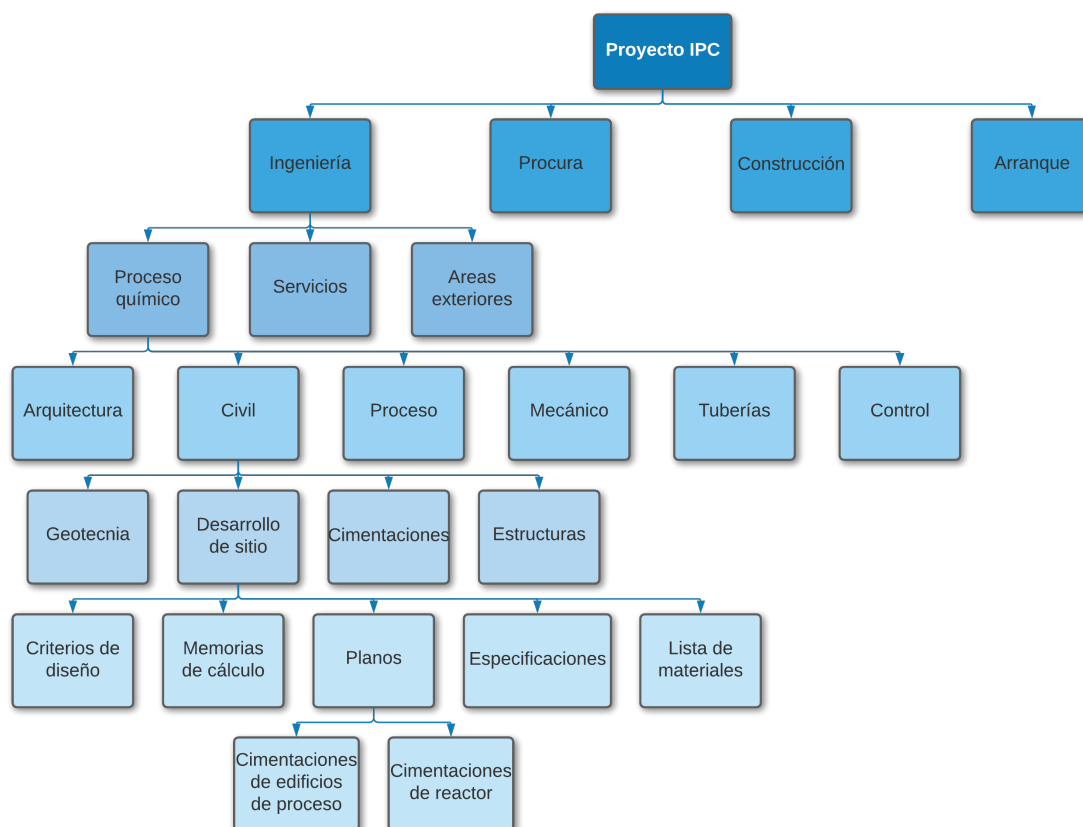 Proyecto IPC
Ingeniería
Procura
Construcción
Arranque
Proceso
químico
Servicios
Areas
exteriores
Arquitectura
Civil
Proceso
Mecánico
Tuberías
Control
Geotecnia
Desarrollo
de sitio
Cimentaciones
Estructuras
Criterios de
diseño
Memorias
de cálculo
Planos
Especificaciones
Lista de
materiales
Cimentaciones
de edificios
de proceso
Cimentaciones
de reactor